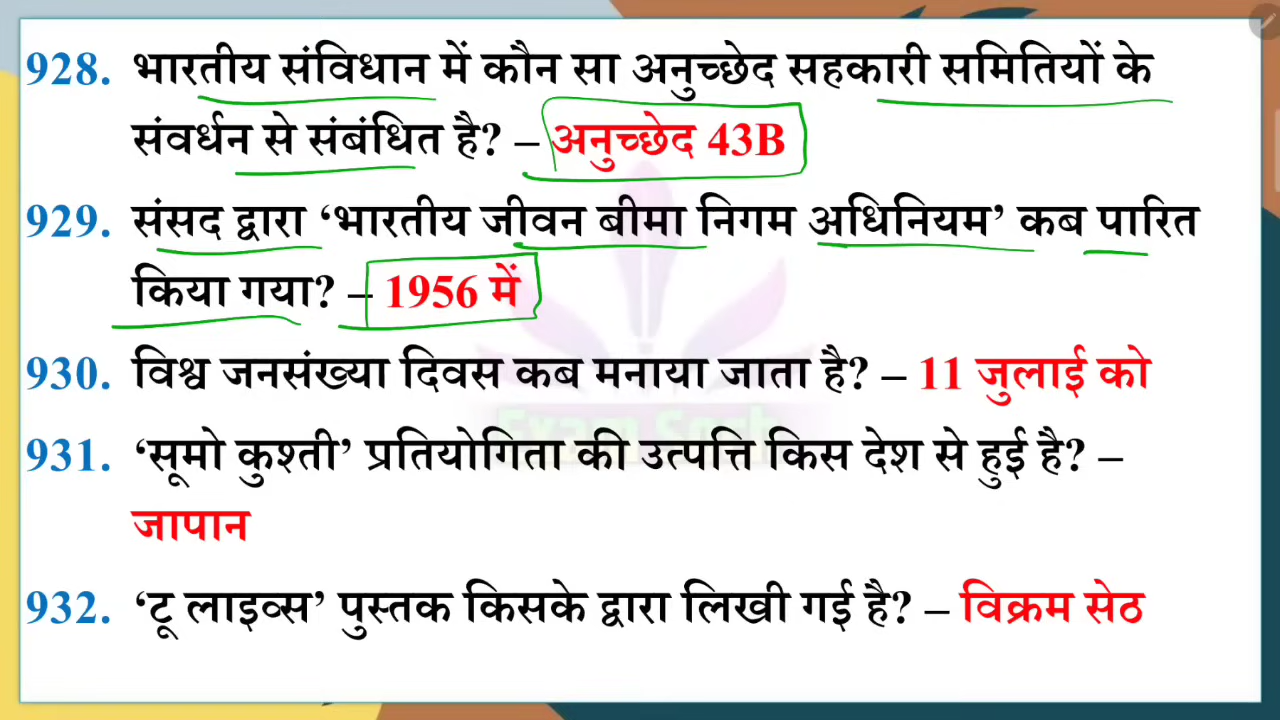 928. भारतीय संविधान में कौन सा अनुच्छेद सहकारी समितियों के
संवर्धन से संबंधित है? – अनुच्छेद 43B
929. संसद द्वारा ‘भारतीय जीवन बीमा निगम अधिनियम’ कब पारित
किया गया? – 1956 में
930. विश्व जनसंख्या दिवस कब मनाया जाता है? – 11 जुलाई को
931. ‘सूमो कुश्ती’ प्रतियोगिता की उत्पत्ति किस देश से हुई है? –
जापान
932. ‘टू लाइव्स’ पुस्तक किसके द्वारा लिखी गई है? – विक्रम सेठ